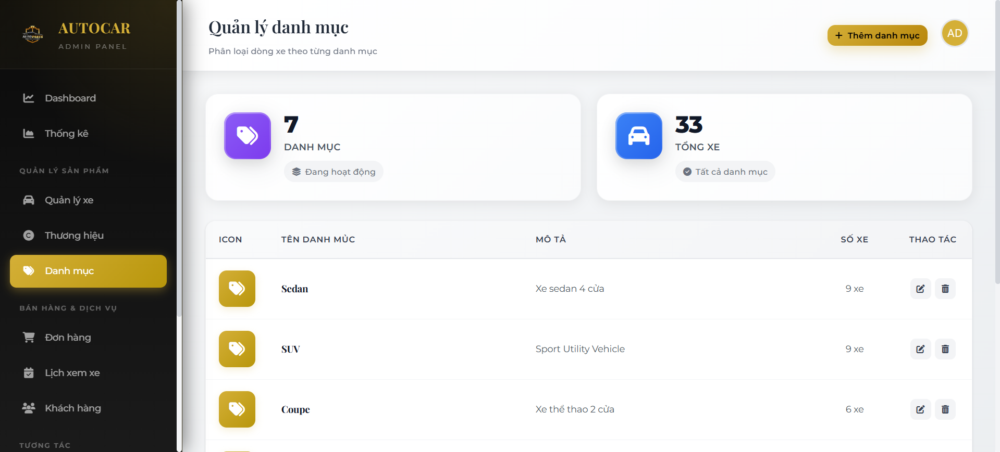 AUTOPARTS
AUTOCAR
ADMIN PANEL
Dashboard
Thống kê
QUẢN LÝ SẢN PHẨM
Quản lý xe
Thương hiệu
Danh mục
BÁN HÀNG & DỊCH VỤ
Đơn hàng
Lịch xem xe
Khách hàng
TƯƠNG TÁC
Quản lý danh mục
Phân loại dòng xe theo từng danh mục
Thêm danh mục
AD
7
DANH MỤC
Đang hoạt động
33
TỔNG XE
Tất cả danh mục
ICON TÊN DANH MỦC MÔ TẢ SỐ XE THAO TÁC
Sedan Xe sedan 4 cửa 9 xe
SUV Sport Utility Vehicle 9 xe
Coupe Xe thể thao 2 cửa 6 xe